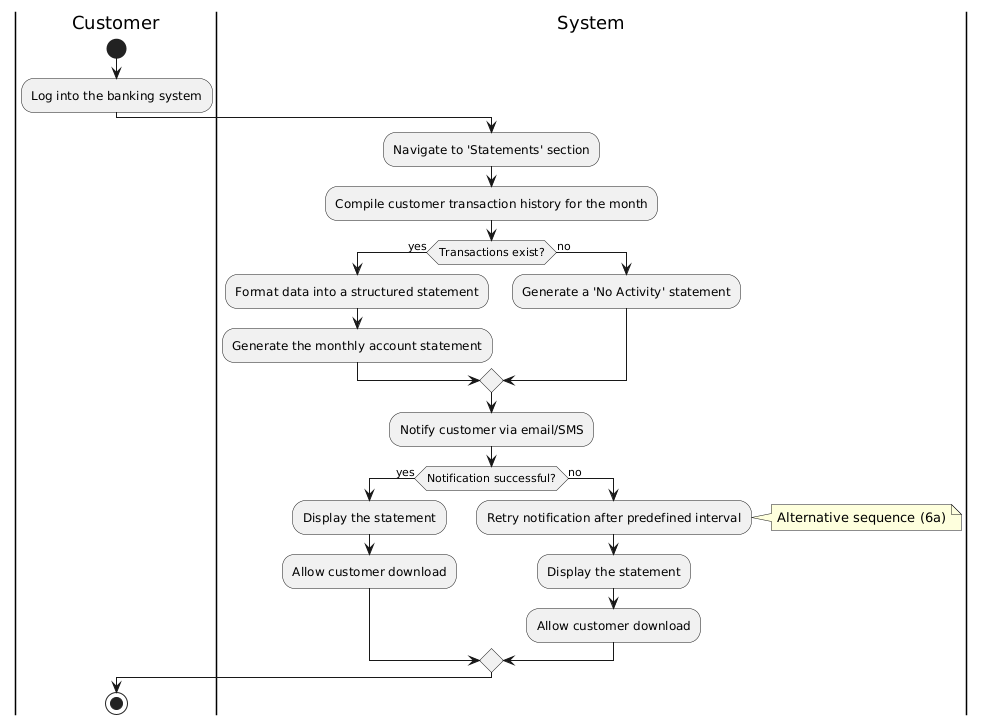 Customer
System
Log into the banking system
Navigate to 'Statements' section
Compile customer transaction history for the month
yes
Transactions exist?
no
Format data into a structured statement
Generate a 'No Activity' statement
Generate the monthly account statement
Notify customer via email/SMS
yes
Notification successful?
no
Display the statement
Retry notification after predefined interval
Alternative sequence (6a)
Allow customer download
Display the statement
Allow customer download